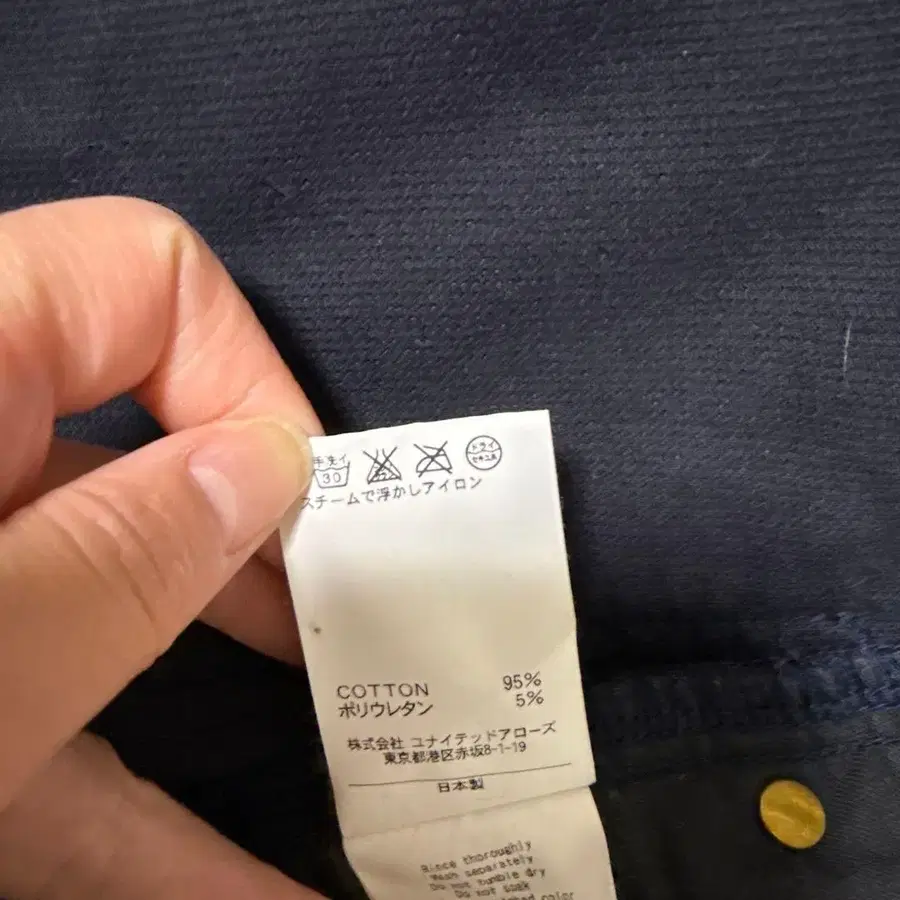 手洗イ
30
ドライ
セキユ系
スチームで浮かしアイロン
COTTON 95%
ポリウレタン 5%
株式会社 ユナイテッドアローズ
東京都港区赤坂8-1-19
日本製
Rinse thoroughly
Wash separately
Do not tumble dry
Do not soak
color